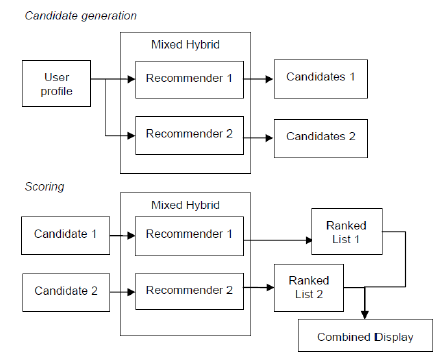 Candidate generation
Mixed Hybrid
User
profile
Recommender 1
Candidates 1
Recommender 2
Candidates 2
Scoring
Mixed Hybrid
Candidate 1
Recommender 1
Ranked
List 1
Candidate 2
Recommender 2
Ranked
List 2
Combined Display